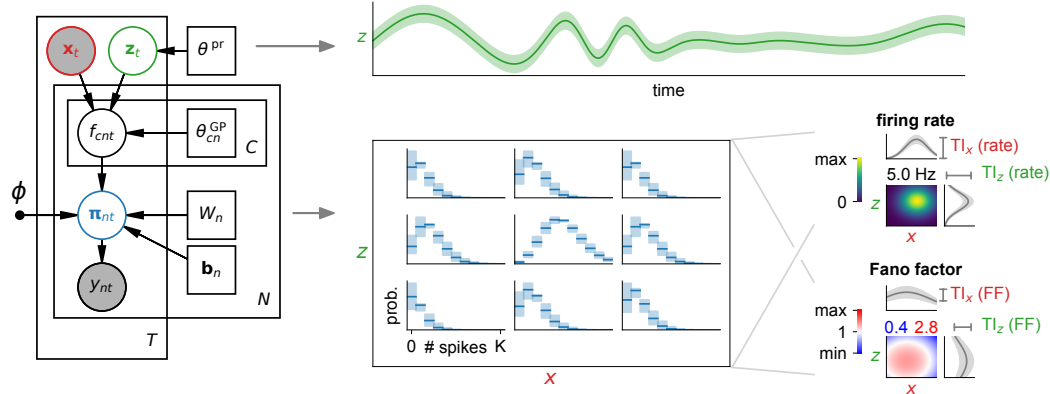 x_t
z_t
θ^pr
f_cnt
θ_cn^GP
C
ϕ
π_nt
W_n
b_n
y_nt
N
T
z
time
z
prob.
0 # spikes K
x
firing rate
max
0
5.0 Hz
TI_x (rate)
TI_z (rate)
z
x
Fano factor
max
1
min
0.4 2.8
TI_x (FF)
TI_z (FF)
z
x